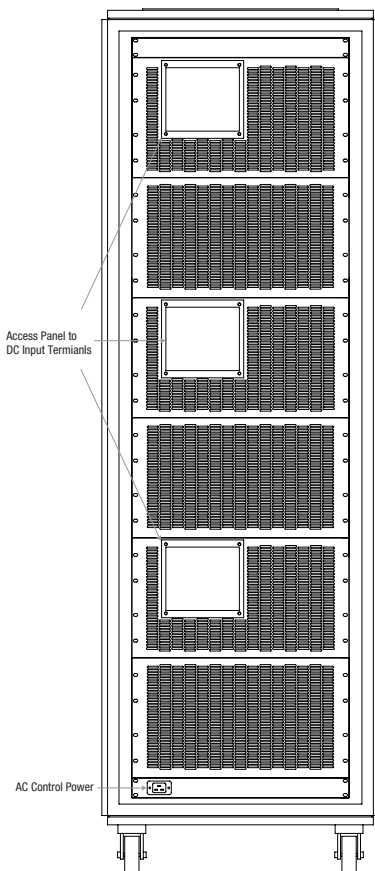 Access Panel to
DC Input Termianls
AC Control Power